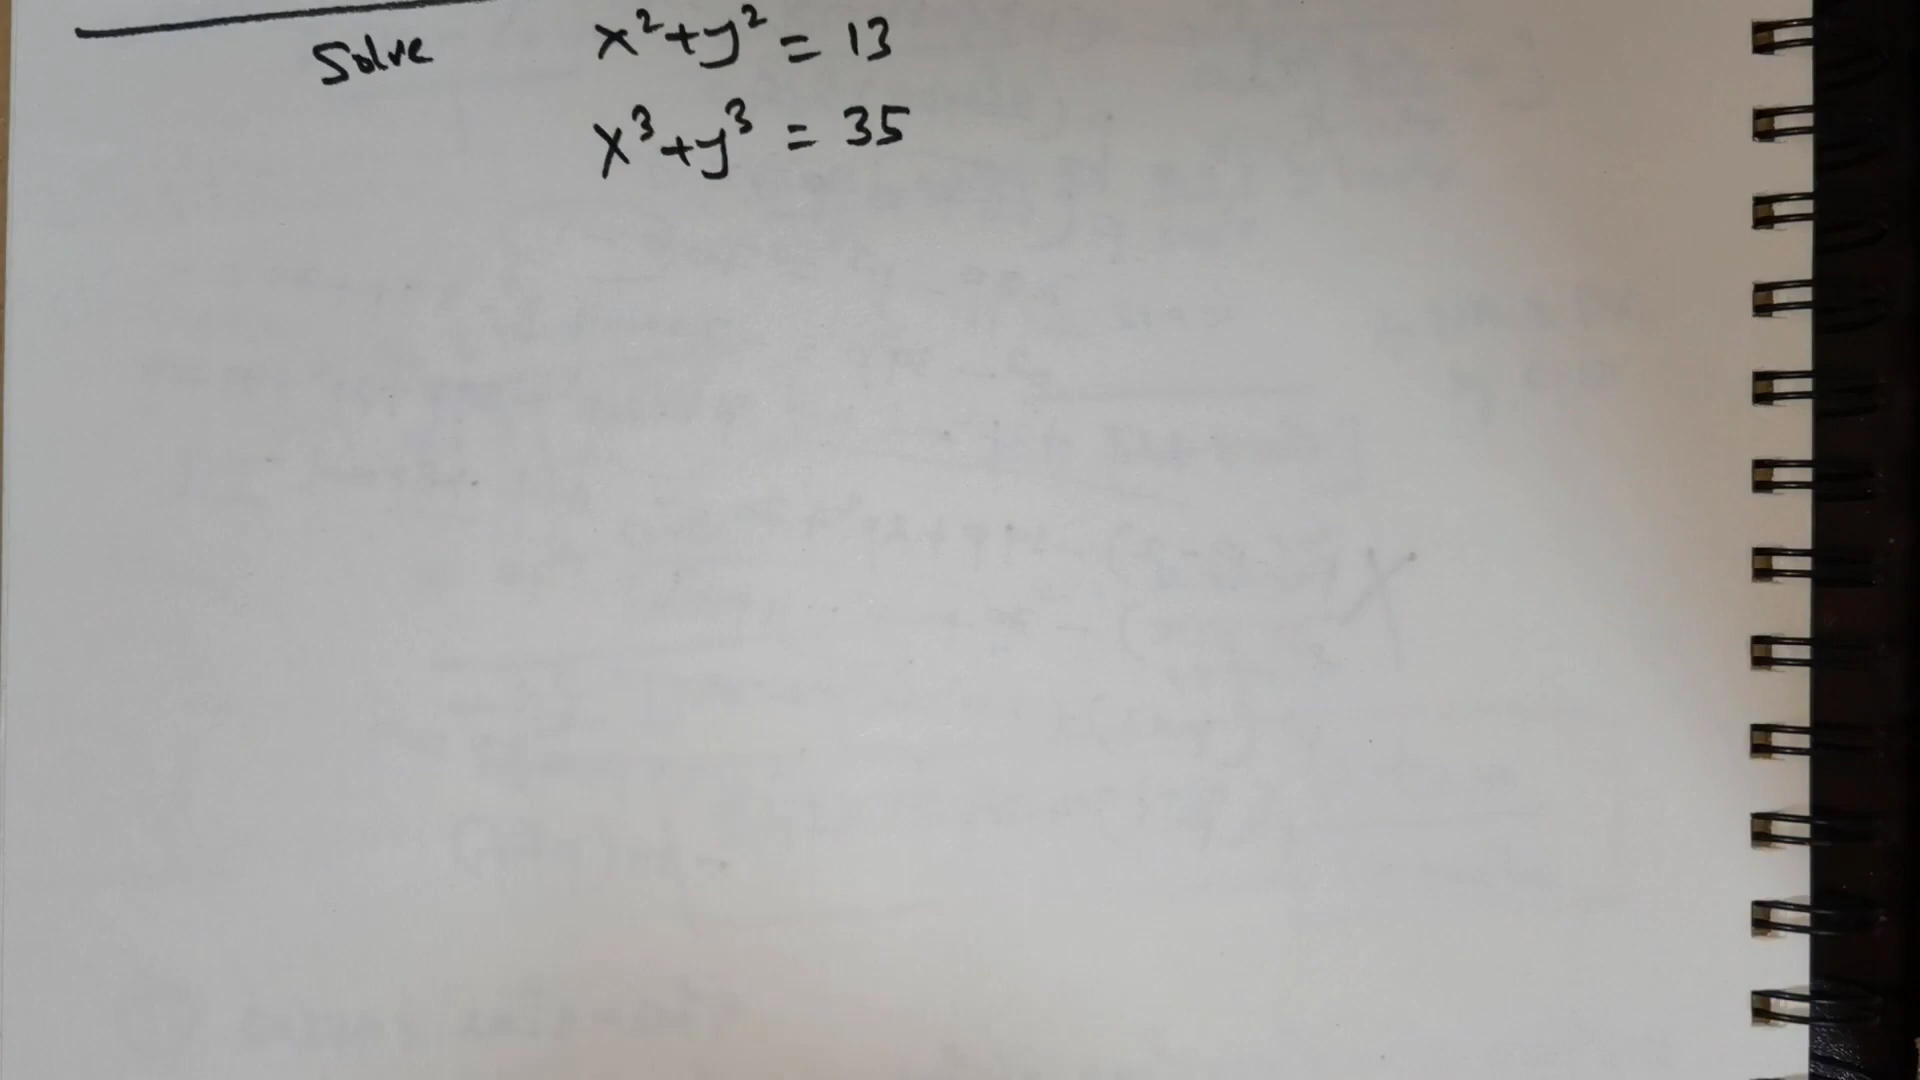 Solve x²+y² = 13
x³+y³ = 35